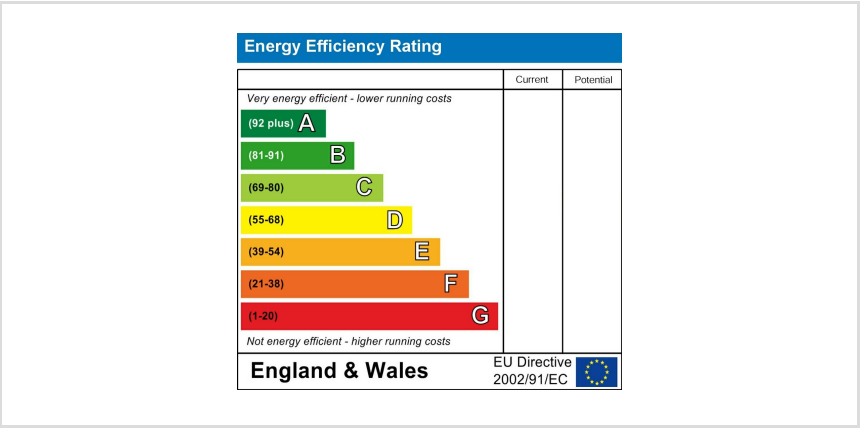 Energy Efficiency Rating
Current Potential
Very energy efficient - lower running costs
(92 plus) A
(81-91) B
(69-80) C
(55-68) D
(39-54) E
(21-38) F
(1-20) G
Not energy efficient - higher running costs
England & Wales
EU Directive
2002/91/EC